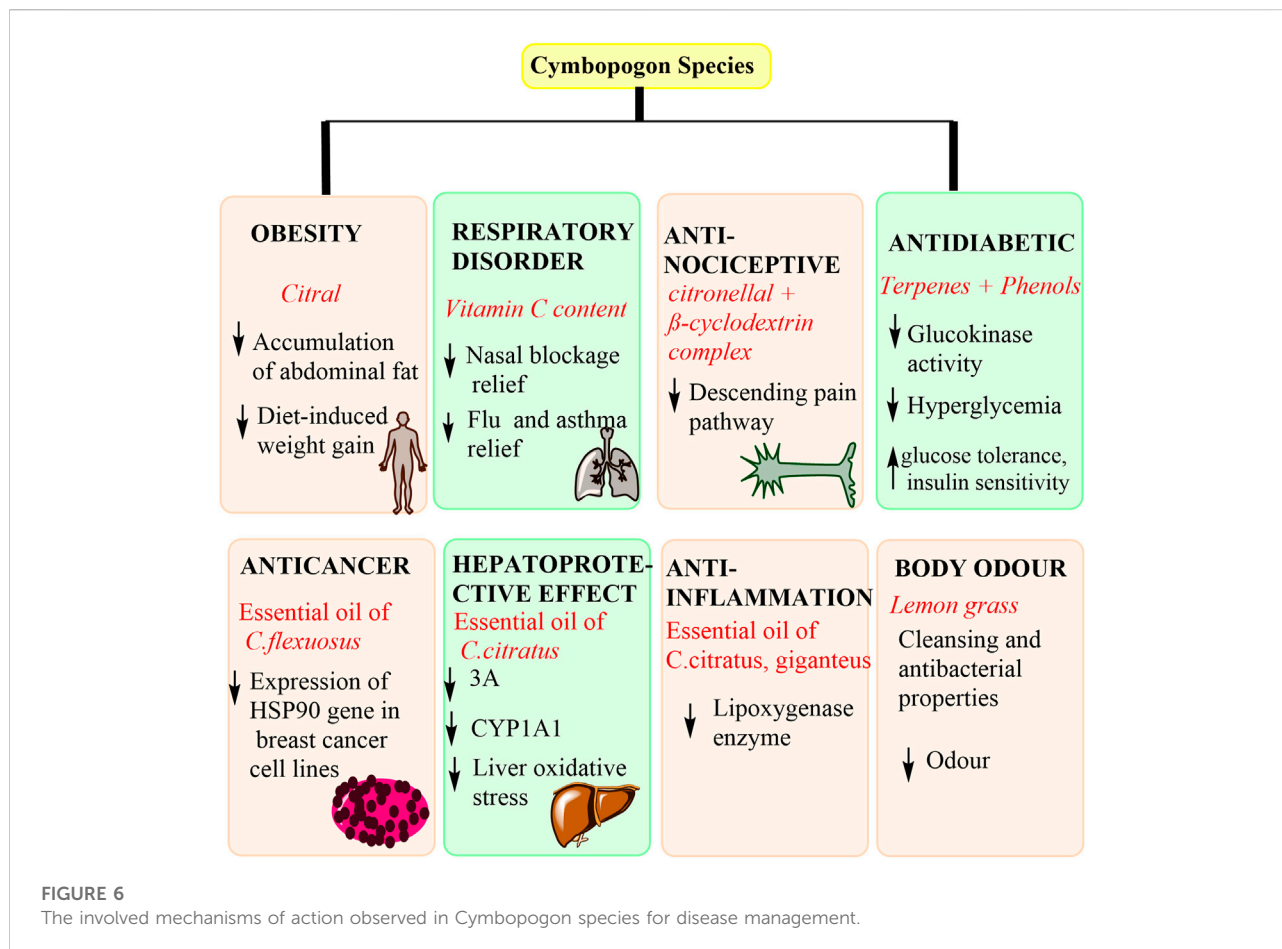 Cymbopogon Species
OBESITY
Citral
↓ Accumulation
of abdominal fat
↓ Diet-induced
weight gain
RESPIRATORY
DISORDER
Vitamin C content
↓ Nasal blockage
relief
↓ Flu and asthma
relief
ANTI-
NOCICEPTIVE
citronellal +
ß-cyclodextrin
complex
↓ Descending pain
pathway
ANTIDIABETIC
Terpenes + Phenols
↓ Glucokinase
activity
↓ Hyperglycemia
↑ glucose tolerance,
insulin sensitivity
ANTICANCER
Essential oil of
C.flexuosus
↓ Expression of
HSP90 gene in
breast cancer
cell lines
HEPATOPROTE-
CTIVE EFFECT
Essential oil of
C.citratus
↓ 3A
↓ CYP1A1
↓ Liver oxidative
stress
ANTI-
INFLAMMATION
Essential oil of
C.citratus, giganteus
↓ Lipoxygenase
enzyme
BODY ODOUR
Lemon grass
Cleansing and
antibacterial
properties
↓ Odour
FIGURE 6
The involved mechanisms of action observed in Cymbopogon species for disease management.